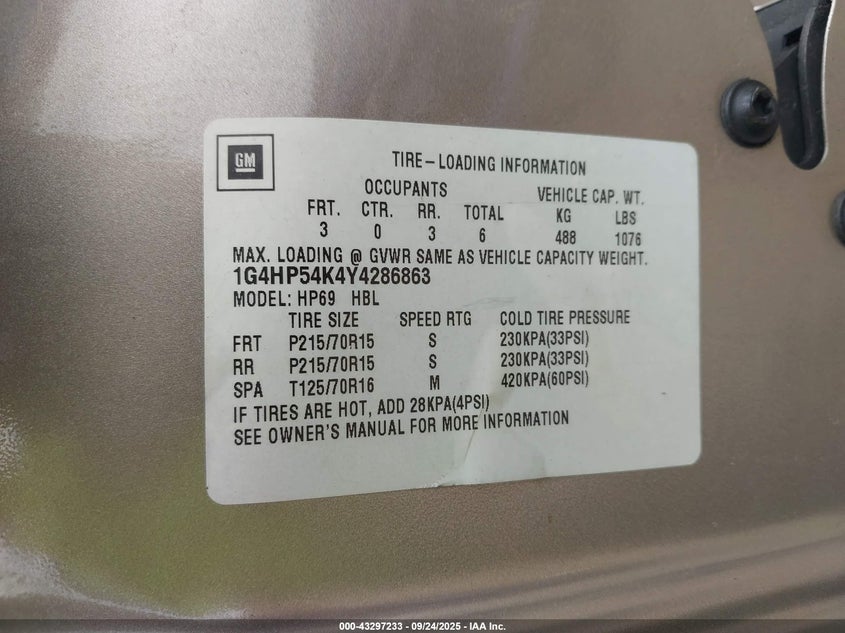 GM
TIRE-LOADING INFORMATION
OCCUPANTS VEHICLE CAP. WT.
FRT. CTR. RR. TOTAL KG LBS
3 0 3 6 488 1076
MAX. LOADING @ GVWR SAME AS VEHICLE CAPACITY WEIGHT.
1G4HP54K4Y4286863
MODEL: HP69 HBL
TIRE SIZE SPEED RTG COLD TIRE PRESSURE
FRT P215/70R15 S 230KPA(33PSI)
RR P215/70R15 S 230KPA(33PSI)
SPA T125/70R16 M 420KPA(60PSI)
IF TIRES ARE HOT, ADD 28KPA(4PSI)
SEE OWNER'S MANUAL FOR MORE INFORMATION
000-43297233 - 09/24/2025 - IAA Inc.